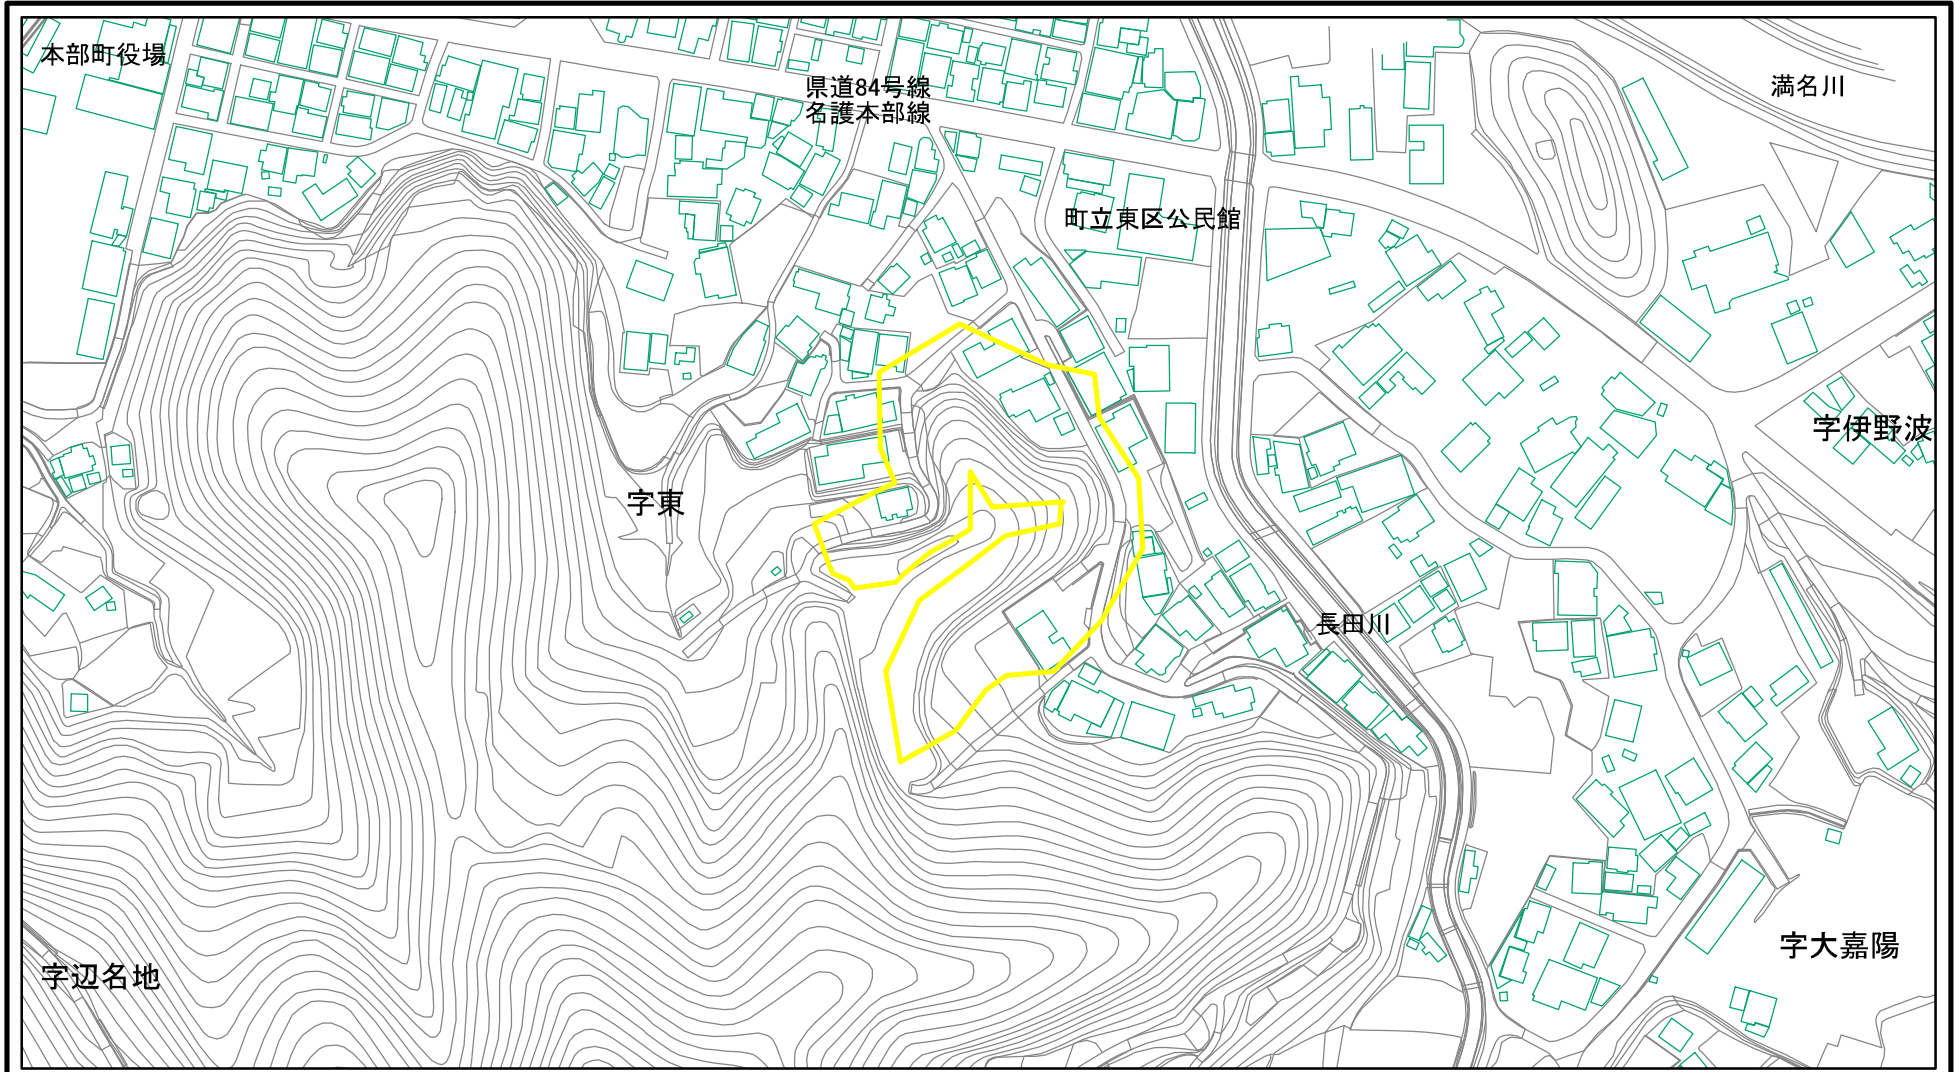 本部町役場
県道84号線
名護本部線
満名川
町立東区公民館
字伊野波
字東
長田川
字大嘉陽
字辺名地